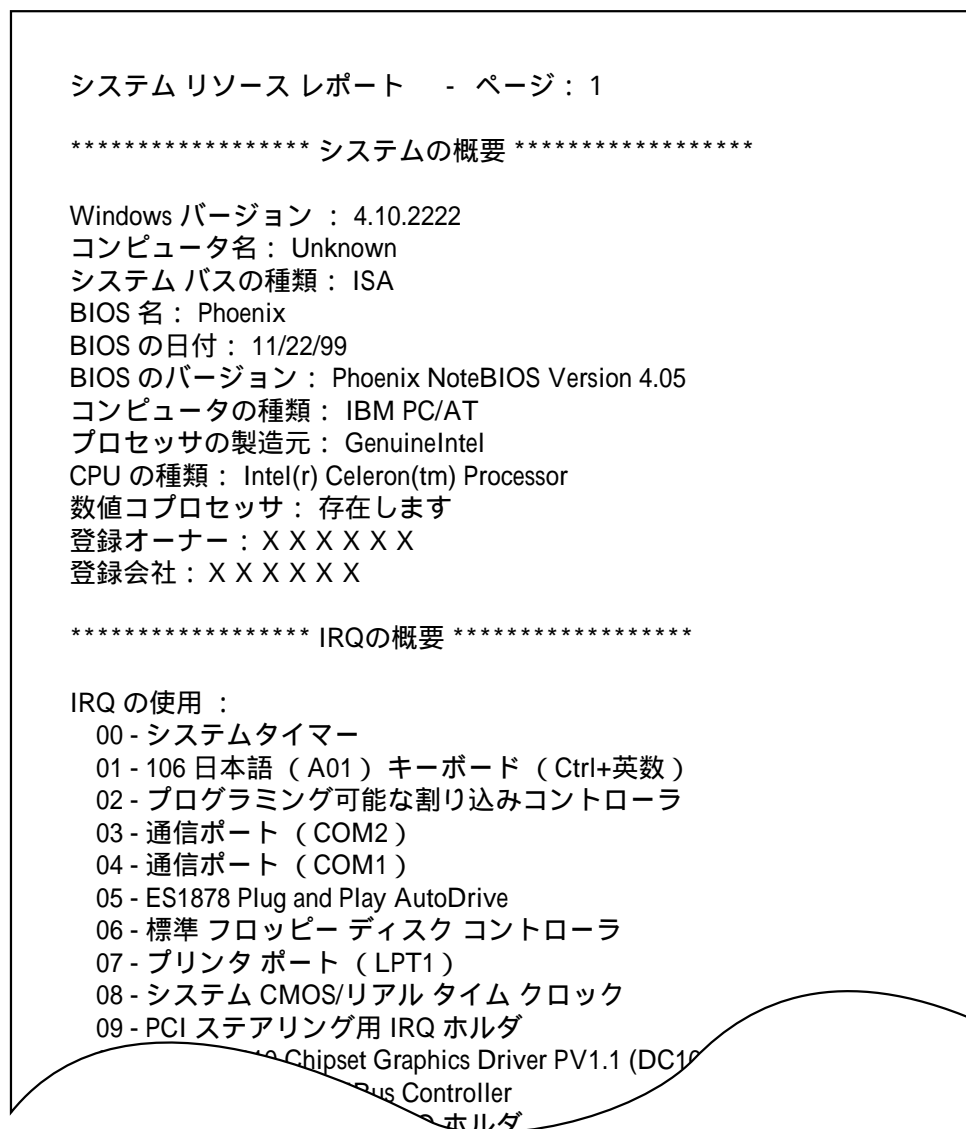 システム リソース レポート - ページ： 1
****************** システムの概要 ******************
Windows バージョン ： 4.10.2222
コンピュータ名： Unknown
システム バスの種類： ISA
BIOS 名： Phoenix
BIOS の日付： 11/22/99
BIOS のバージョン： Phoenix NoteBIOS Version 4.05
コンピュータの種類： IBM PC/AT
プロセッサの製造元： GenuineIntel
CPU の種類： Intel(r) Celeron(tm) Processor
数値コプロセッサ： 存在します
登録オーナー：ＸＸＸＸＸＸ
登録会社：ＸＸＸＸＸＸ
****************** IRQの概要 ******************
IRQ の使用 ：
00 - システムタイマー
01 - 106 日本語 （A01） キーボード （Ctrl+英数）
02 - プログラミング可能な割り込みコントローラ
03 - 通信ポート （COM2）
04 - 通信ポート （COM1）
05 - ES1878 Plug and Play AutoDrive
06 - 標準 フロッピー ディスク コントローラ
07 - プリンタ ポート （LPT1）
08 - システム CMOS/リアル タイム クロック
09 - PCI ステアリング用 IRQ ホルダ
Chipset Graphics Driver PV1.1 (DC10
Bus Controller
ホルダ